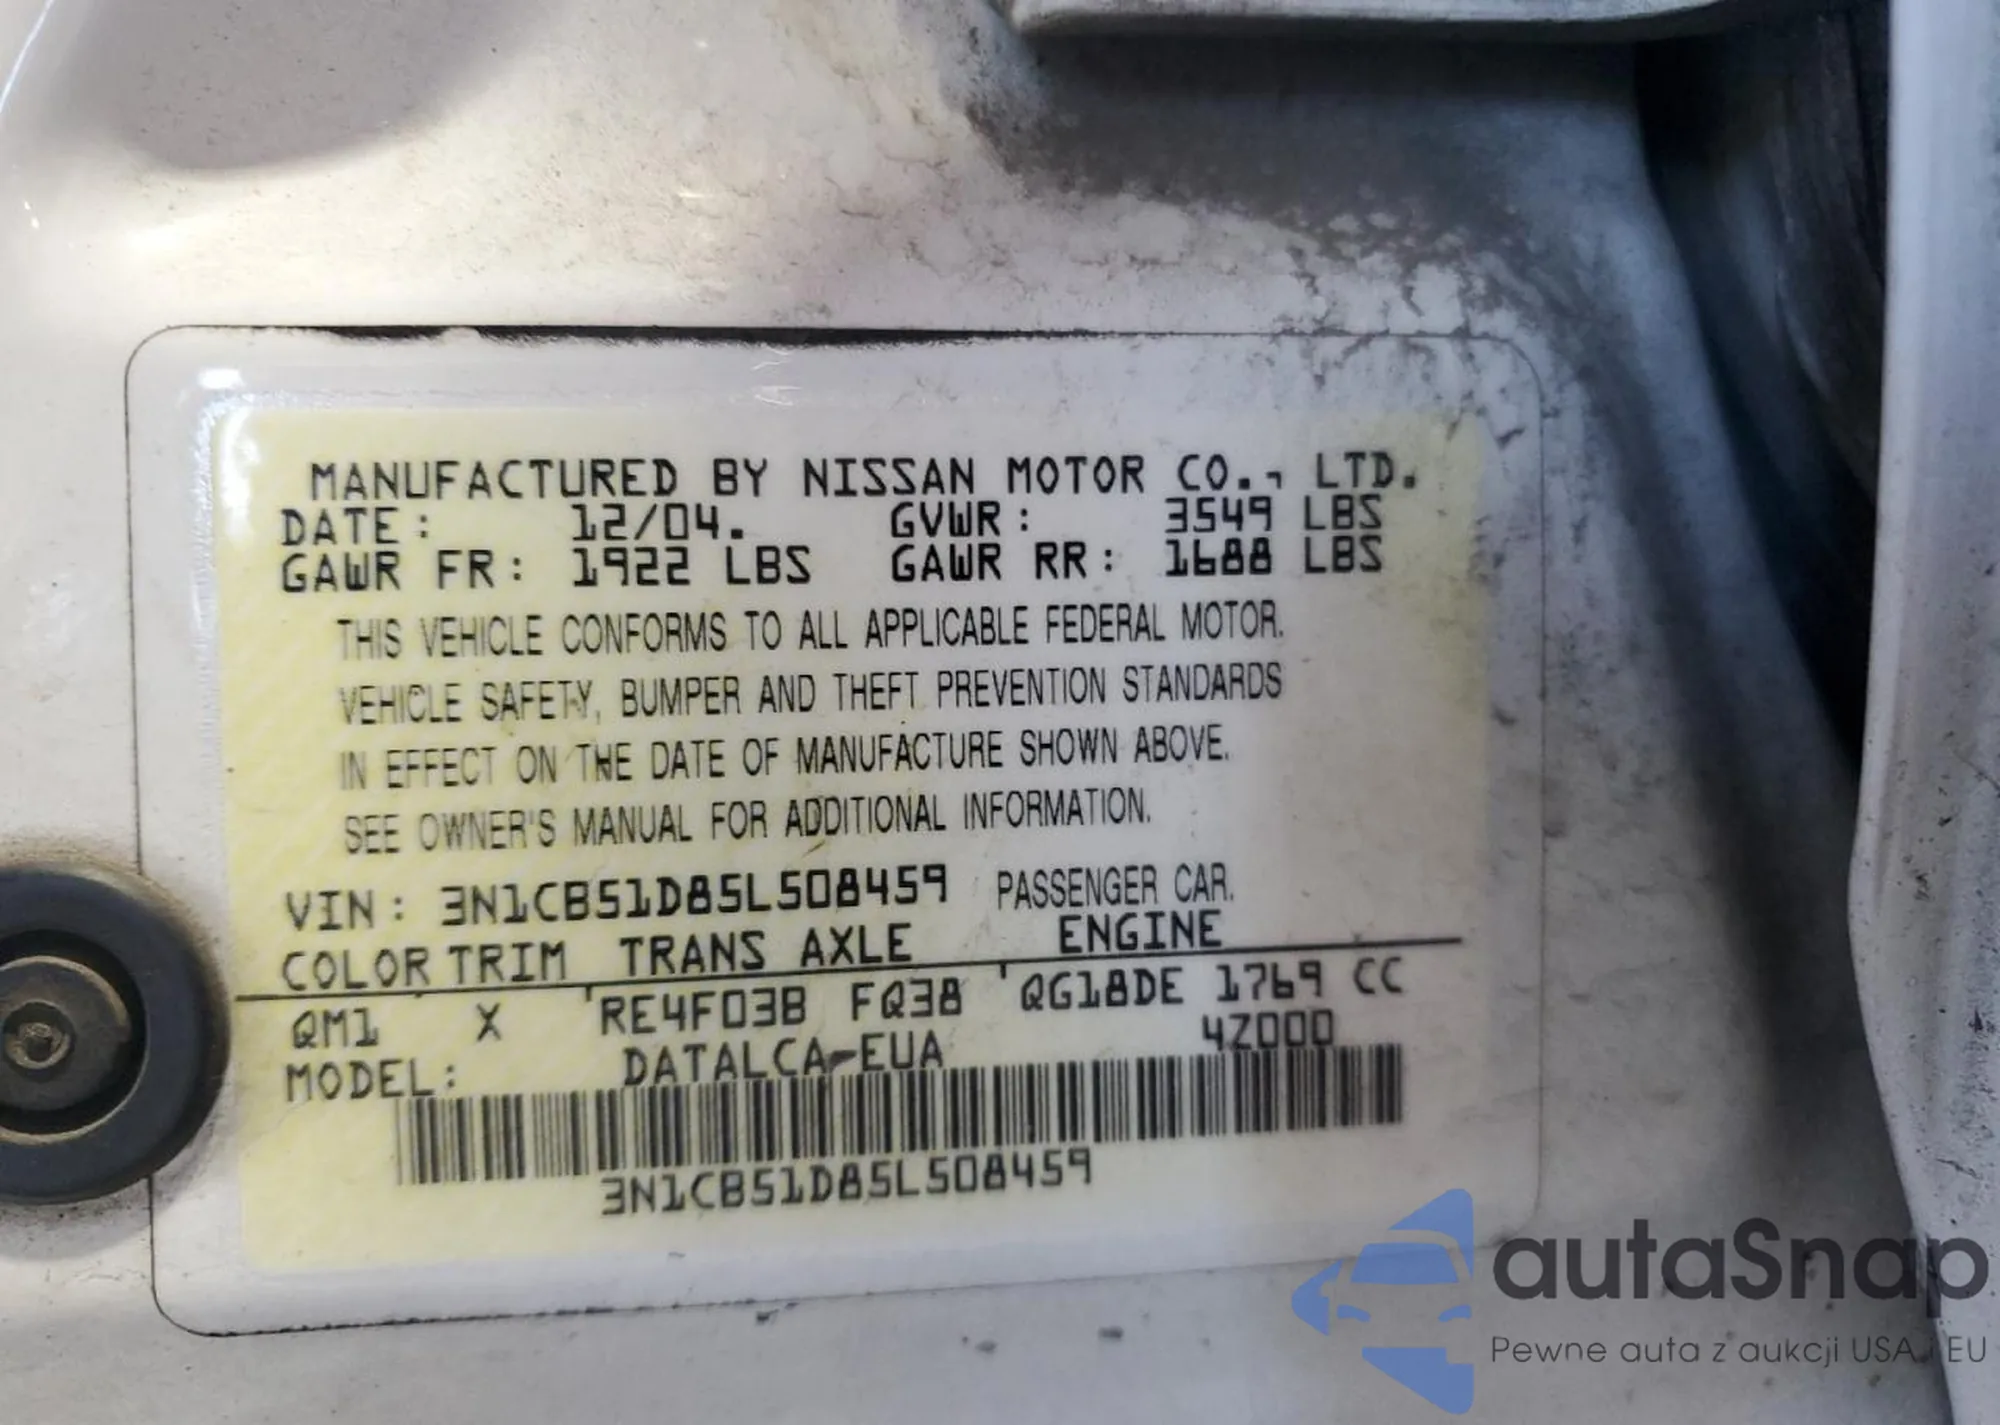 MANUFACTURED BY NISSAN MOTOR CO., LTD.
DATE: 12/04. GVWR: 3549 LBS
GAWR FR: 1922 LBS GAWR RR: 1688 LBS
THIS VEHICLE CONFORMS TO ALL APPLICABLE FEDERAL MOTOR.
VEHICLE SAFETY, BUMPER AND THEFT PREVENTION STANDARDS
IN EFFECT ON THE DATE OF MANUFACTURE SHOWN ABOVE.
SEE OWNER'S MANUAL FOR ADDITIONAL INFORMATION.
VIN: 3N1CB51D85L508459 PASSENGER CAR.
COLOR TRIM TRANS AXLE ENGINE
QM1 X RE4F03B FQ38 QG18DE 1769 CC
MODEL: DATALCA-EUA 4Z000
3N1CB51D85L508459
autaSnap
Pewne auta z aukcji USA i EU